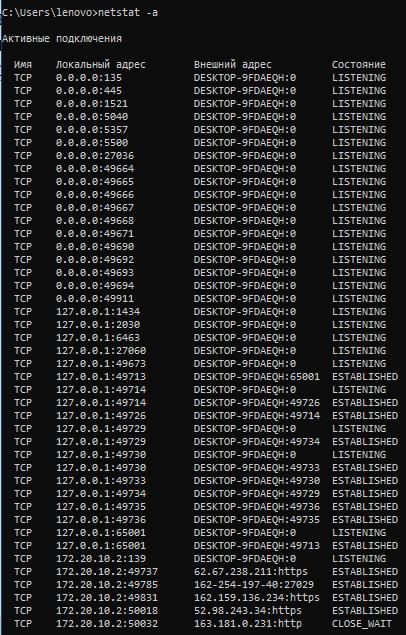 C:\Users\lenovo>netstat -a
Активные подключения
Имя Локальный адрес Внешний адрес Состояние
TCP 0.0.0.0:135 DESKTOP-9FDAEQH:0 LISTENING
TCP 0.0.0.0:445 DESKTOP-9FDAEQH:0 LISTENING
TCP 0.0.0.0:1521 DESKTOP-9FDAEQH:0 LISTENING
TCP 0.0.0.0:5040 DESKTOP-9FDAEQH:0 LISTENING
TCP 0.0.0.0:5357 DESKTOP-9FDAEQH:0 LISTENING
TCP 0.0.0.0:5500 DESKTOP-9FDAEQH:0 LISTENING
TCP 0.0.0.0:27036 DESKTOP-9FDAEQH:0 LISTENING
TCP 0.0.0.0:49664 DESKTOP-9FDAEQH:0 LISTENING
TCP 0.0.0.0:49665 DESKTOP-9FDAEQH:0 LISTENING
TCP 0.0.0.0:49666 DESKTOP-9FDAEQH:0 LISTENING
TCP 0.0.0.0:49667 DESKTOP-9FDAEQH:0 LISTENING
TCP 0.0.0.0:49668 DESKTOP-9FDAEQH:0 LISTENING
TCP 0.0.0.0:49671 DESKTOP-9FDAEQH:0 LISTENING
TCP 0.0.0.0:49690 DESKTOP-9FDAEQH:0 LISTENING
TCP 0.0.0.0:49692 DESKTOP-9FDAEQH:0 LISTENING
TCP 0.0.0.0:49693 DESKTOP-9FDAEQH:0 LISTENING
TCP 0.0.0.0:49694 DESKTOP-9FDAEQH:0 LISTENING
TCP 0.0.0.0:49911 DESKTOP-9FDAEQH:0 LISTENING
TCP 127.0.0.1:1434 DESKTOP-9FDAEQH:0 LISTENING
TCP 127.0.0.1:2030 DESKTOP-9FDAEQH:0 LISTENING
TCP 127.0.0.1:6463 DESKTOP-9FDAEQH:0 LISTENING
TCP 127.0.0.1:27060 DESKTOP-9FDAEQH:0 LISTENING
TCP 127.0.0.1:49673 DESKTOP-9FDAEQH:0 LISTENING
TCP 127.0.0.1:49713 DESKTOP-9FDAEQH:65001 ESTABLISHED
TCP 127.0.0.1:49714 DESKTOP-9FDAEQH:0 LISTENING
TCP 127.0.0.1:49714 DESKTOP-9FDAEQH:49726 ESTABLISHED
TCP 127.0.0.1:49726 DESKTOP-9FDAEQH:49714 ESTABLISHED
TCP 127.0.0.1:49729 DESKTOP-9FDAEQH:0 LISTENING
TCP 127.0.0.1:49729 DESKTOP-9FDAEQH:49734 ESTABLISHED
TCP 127.0.0.1:49730 DESKTOP-9FDAEQH:0 LISTENING
TCP 127.0.0.1:49730 DESKTOP-9FDAEQH:49733 ESTABLISHED
TCP 127.0.0.1:49733 DESKTOP-9FDAEQH:49730 ESTABLISHED
TCP 127.0.0.1:49734 DESKTOP-9FDAEQH:49729 ESTABLISHED
TCP 127.0.0.1:49735 DESKTOP-9FDAEQH:49736 ESTABLISHED
TCP 127.0.0.1:49736 DESKTOP-9FDAEQH:49735 ESTABLISHED
TCP 127.0.0.1:65001 DESKTOP-9FDAEQH:0 LISTENING
TCP 127.0.0.1:65001 DESKTOP-9FDAEQH:49713 ESTABLISHED
TCP 172.20.10.2:139 DESKTOP-9FDAEQH:0 LISTENING
TCP 172.20.10.2:49737 62.67.238.211:https ESTABLISHED
TCP 172.20.10.2:49785 162-254-197-40:27029 ESTABLISHED
TCP 172.20.10.2:49831 162.159.136.234:https ESTABLISHED
TCP 172.20.10.2:50018 52.98.243.34:https ESTABLISHED
TCP 172.20.10.2:50032 163.181.0.231:http CLOSE_WAIT